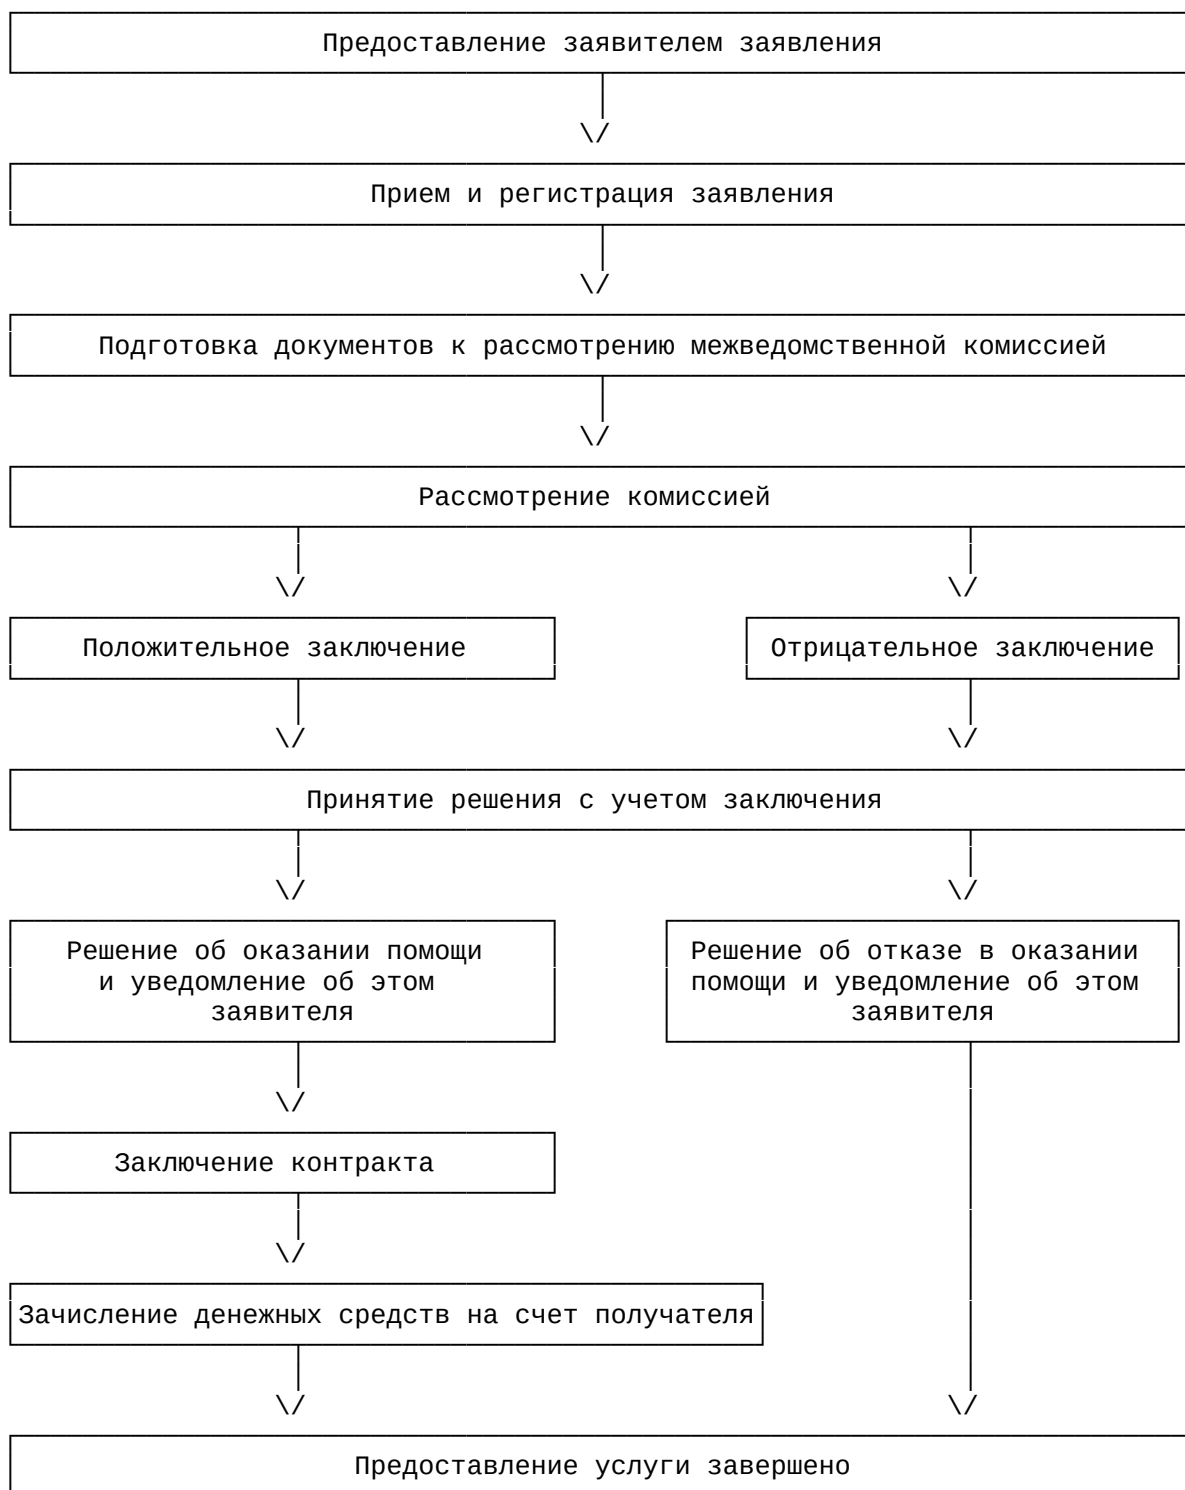 Предоставление заявителем заявления
Прием и регистрация заявления
Подготовка документов к рассмотрению межведомственной комиссией
Рассмотрение комиссией
Положительное заключение
Отрицательное заключение
Принятие решения с учетом заключения
Решение об оказании помощи
и уведомление об этом
заявителя
Решение об отказе в оказании
помощи и уведомление об этом
заявителя
Заключение контракта
Зачисление денежных средств на счет получателя
Предоставление услуги завершено